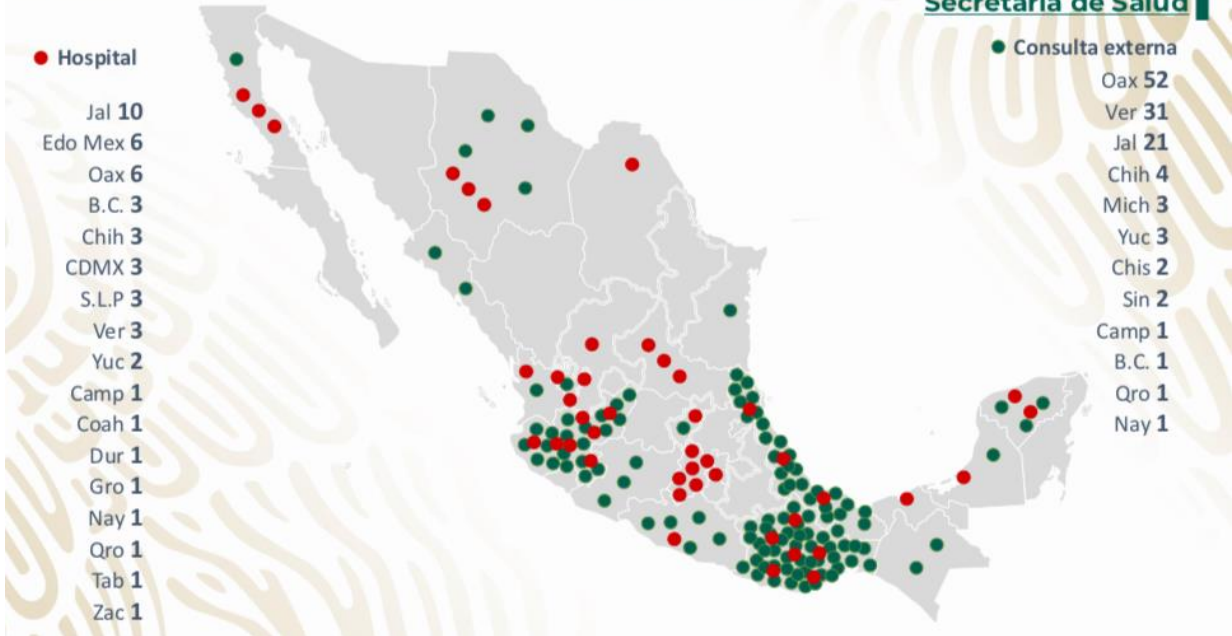 Secretaría de Salud
Hospital
Jal 10
Edo Mex 6
Oax 6
B.C. 3
Chih 3
CDMX 3
S.L.P 3
Ver 3
Yuc 2
Camp 1
Coah 1
Dur 1
Gro 1
Nay 1
Qro 1
Tab 1
Zac 1
Consulta externa
Oax 52
Ver 31
Jal 21
Chih 4
Mich 3
Yuc 3
Chis 2
Sin 2
Camp 1
B.C. 1
Qro 1
Nay 1